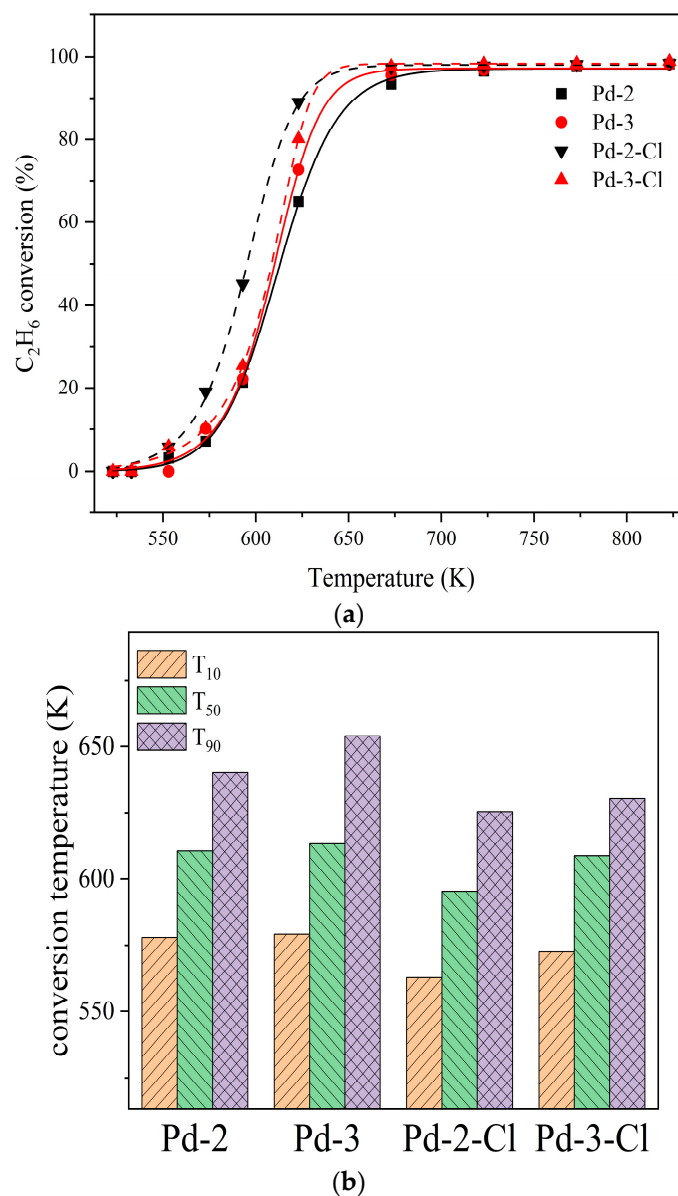 100
80
60
40
20
0
C₂H₆ conversion (%)
Pd-2
Pd-3
Pd-2-Cl
Pd-3-Cl
550 600 650 700 750 800
Temperature (K)
(a)
T₁₀
T₅₀
T₉₀
650
600
550
conversion temperature (K)
Pd-2 Pd-3 Pd-2-Cl Pd-3-Cl
(b)